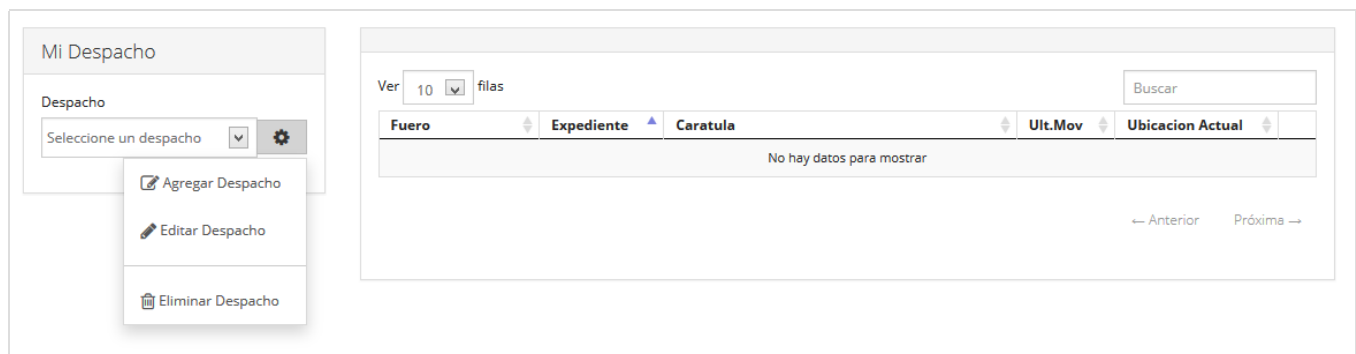 Mi Despacho
Despacho
Seleccione un despacho
Agregar Despacho
Editar Despacho
Eliminar Despacho
Ver 10 filas
Buscar
Fuero Expediente Caratula Ult.Mov Ubicacion Actual
No hay datos para mostrar
← Anterior Próxima →